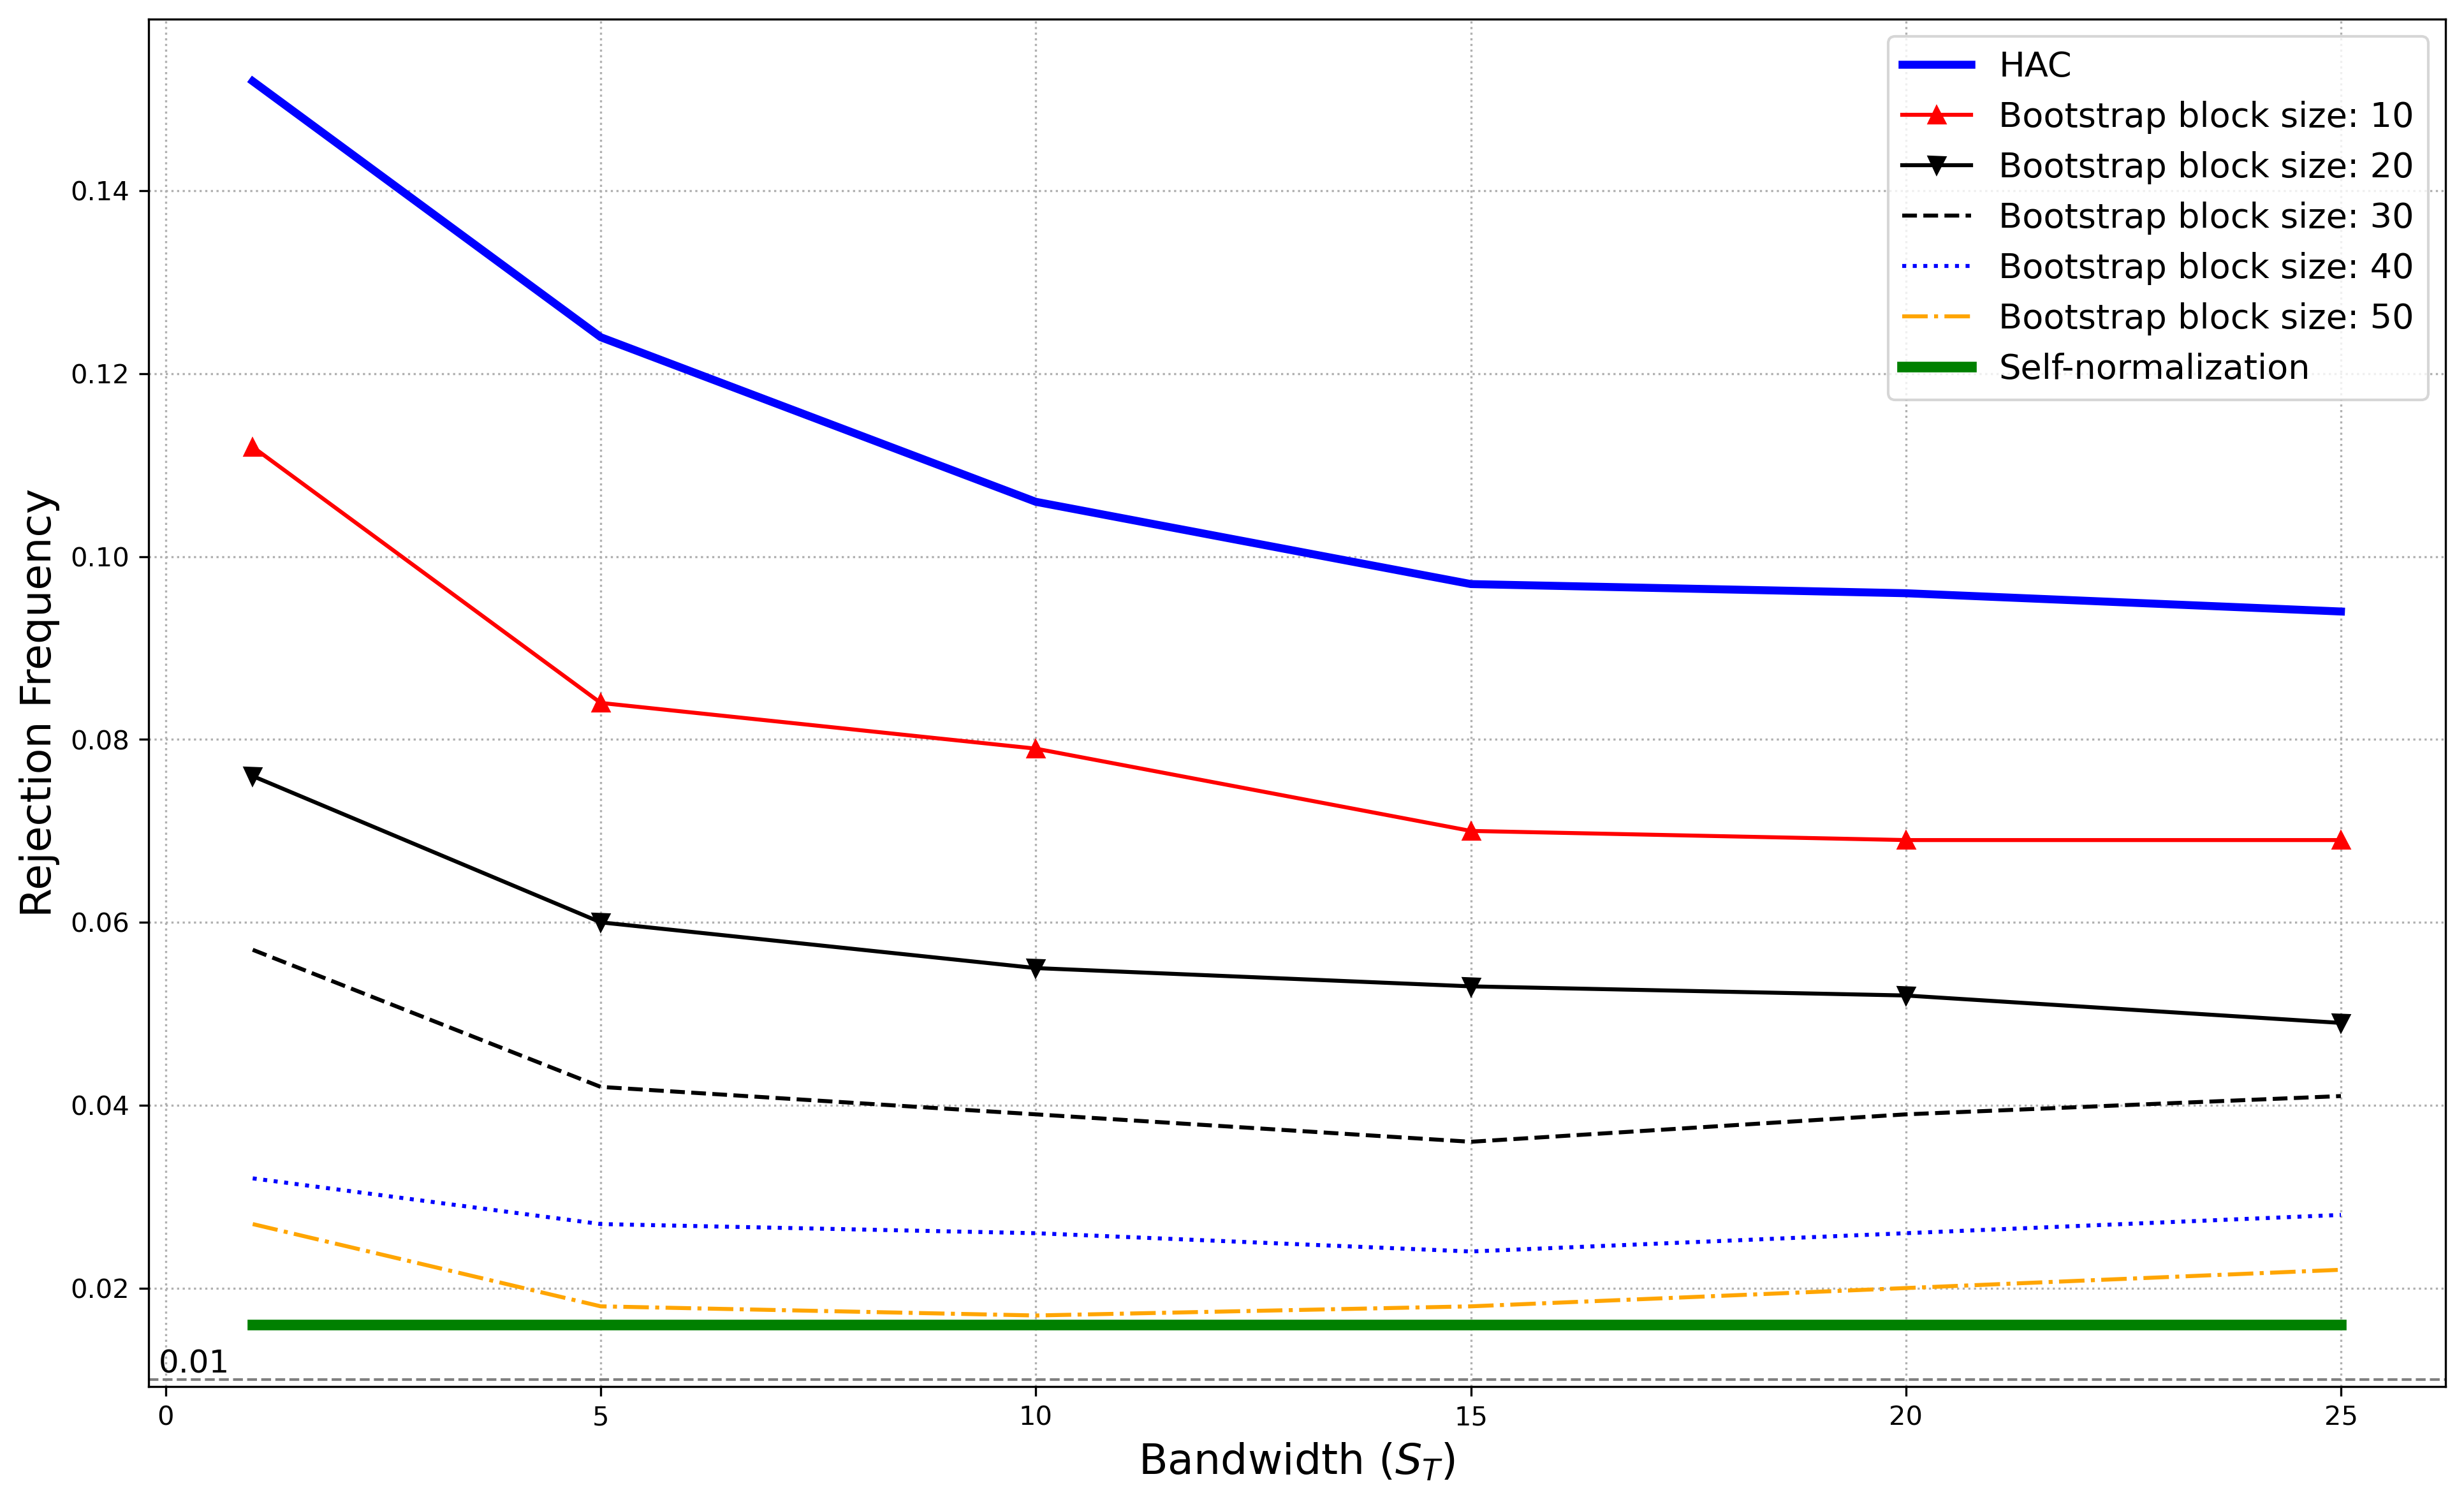 HAC
Bootstrap block size: 10
Bootstrap block size: 20
Bootstrap block size: 30
Bootstrap block size: 40
Bootstrap block size: 50
Self-normalization
Rejection Frequency
0.14
0.12
0.10
0.08
0.06
0.04
0.02
0.01
0 5 10 15 20 25
Bandwidth (S_T)